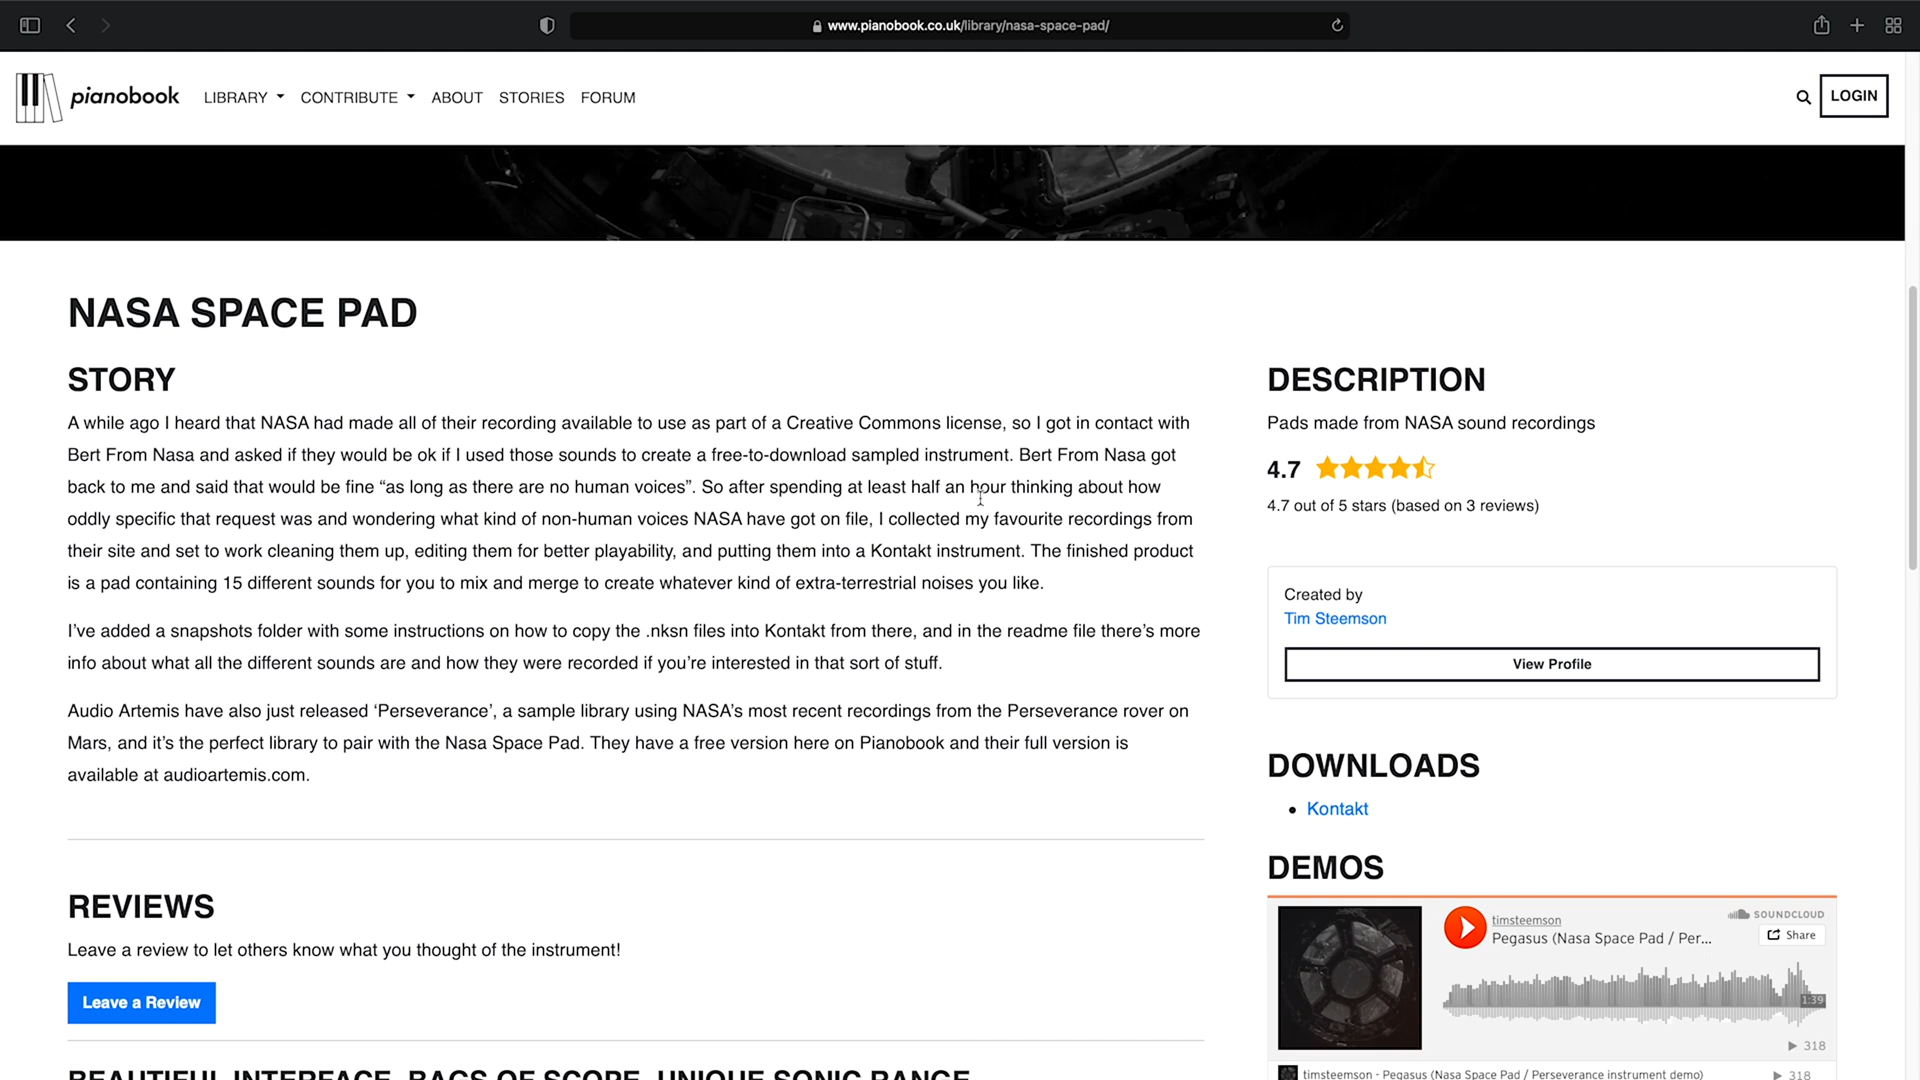 www.pianobook.co.uk/library/nasa-space-pad/
pianobook LIBRARY CONTRIBUTE ABOUT STORIES FORUM LOGIN
NASA SPACE PAD
STORY
A while ago I heard that NASA had made all of their recording available to use as part of a Creative Commons license, so I got in contact with
Bert From Nasa and asked if they would be ok if I used those sounds to create a free-to-download sampled instrument. Bert From Nasa got
back to me and said that would be fine “as long as there are no human voices”. So after spending at least half an hour thinking about how
oddly specific that request was and wondering what kind of non-human voices NASA have got on file, I collected my favourite recordings from
their site and set to work cleaning them up, editing them for better playability, and putting them into a Kontakt instrument. The finished product
is a pad containing 15 different sounds for you to mix and merge to create whatever kind of extra-terrestrial noises you like.
I’ve added a snapshots folder with some instructions on how to copy the .nksn files into Kontakt from there, and in the readme file there’s more
info about what all the different sounds are and how they were recorded if you’re interested in that sort of stuff.
Audio Artemis have also just released ‘Perseverance’, a sample library using NASA’s most recent recordings from the Perseverance rover on
Mars, and it’s the perfect library to pair with the Nasa Space Pad. They have a free version here on Pianobook and their full version is
available at audioartemis.com.
REVIEWS
Leave a review to let others know what you thought of the instrument!
Leave a Review
BEAUTIFUL INTERFACE, BAGS OF SCOPE, UNIQUE SONIC RANGE
DESCRIPTION
Pads made from NASA sound recordings
4.7
4.7 out of 5 stars (based on 3 reviews)
Created by
Tim Steemson
View Profile
DOWNLOADS
Kontakt
DEMOS
timsteemson
SOUNDCLOUD
Pegasus (Nasa Space Pad / Per...
Share
1:39
318
timsteemson - Pegasus (Nasa Space Pad / Perseverance instrument demo)
318